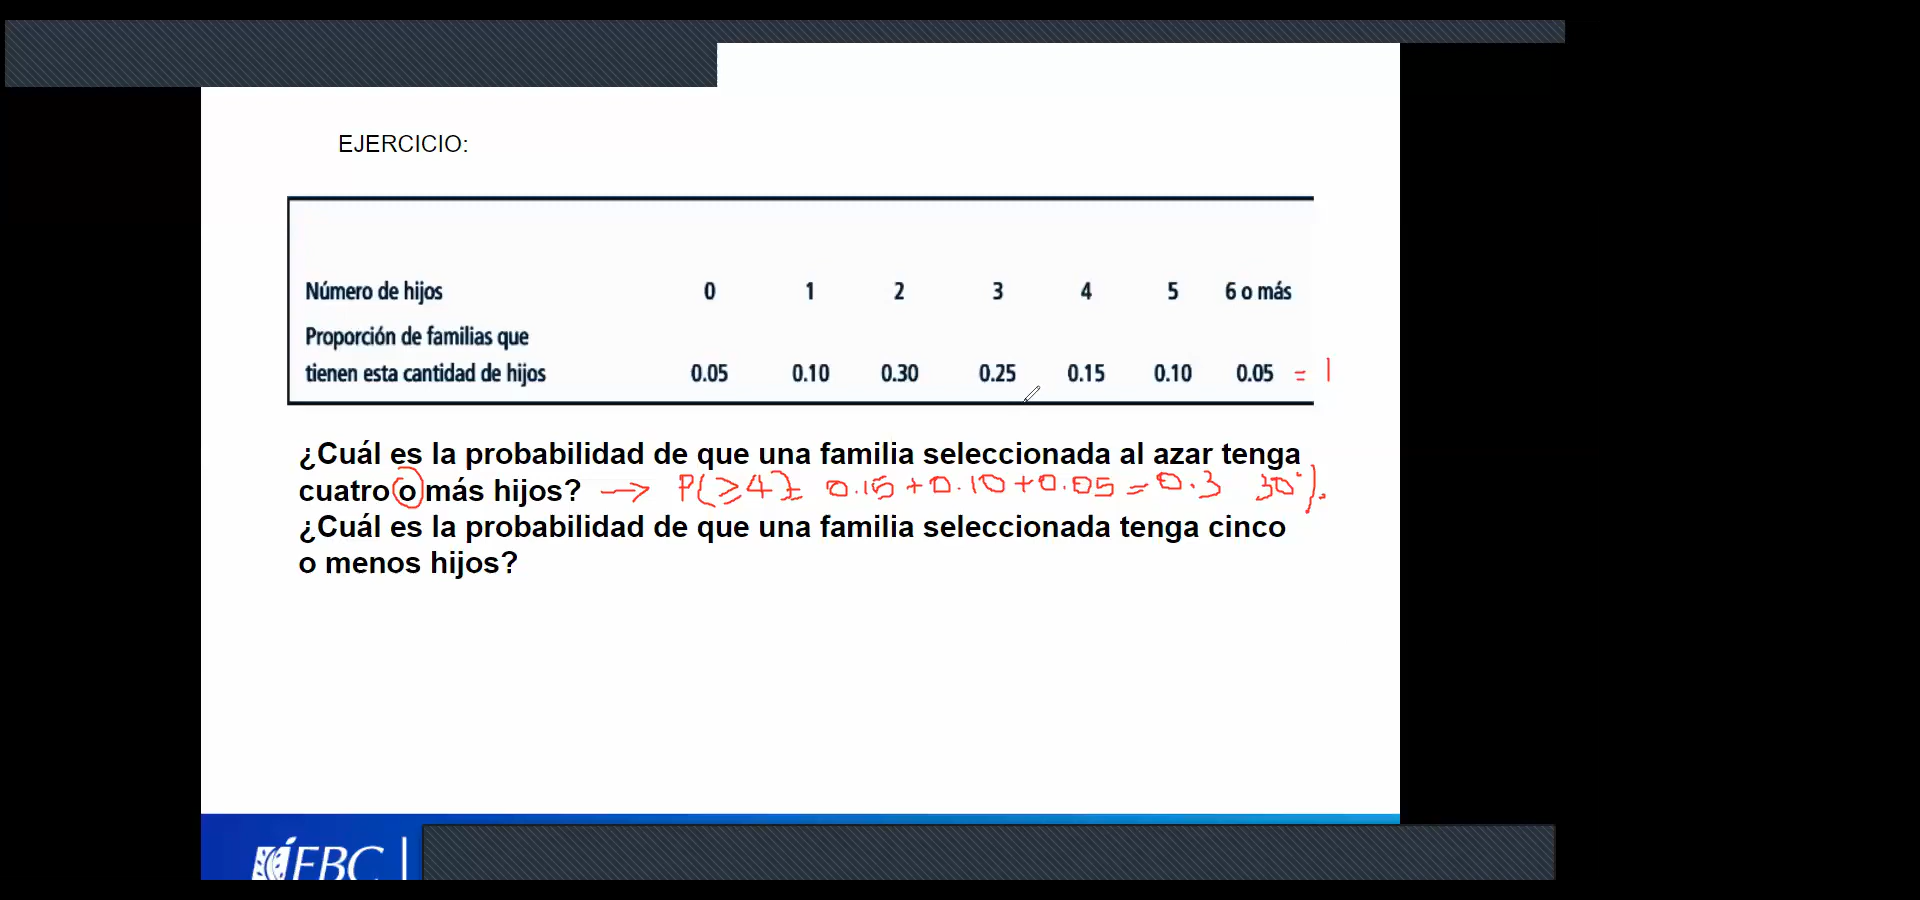 EJERCICIO:
Número de hijos 0 1 2 3 4 5 6 o más
Proporción de familias que
tienen esta cantidad de hijos 0.05 0.10 0.30 0.25 0.15 0.10 0.05 = 1
¿Cuál es la probabilidad de que una familia seleccionada al azar tenga
cuatro o más hijos? → P(≥4)= 0.15+0.10+0.05=0.3 30%
¿Cuál es la probabilidad de que una familia seleccionada tenga cinco
o menos hijos?
EBC